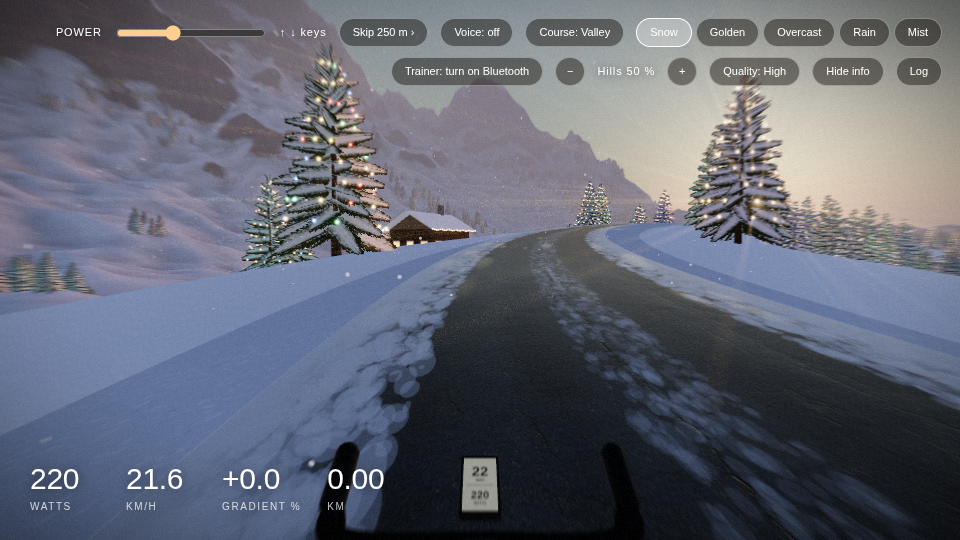 POWER ↑ ↓ keys Skip 250 m › Voice: off Course: Valley Snow Golden Overcast Rain Mist
Trainer: turn on Bluetooth − Hills 50 % + Quality: High Hide info Log
22
220
220 21.6 +0.0 0.00
WATTS KM/H GRADIENT % KM